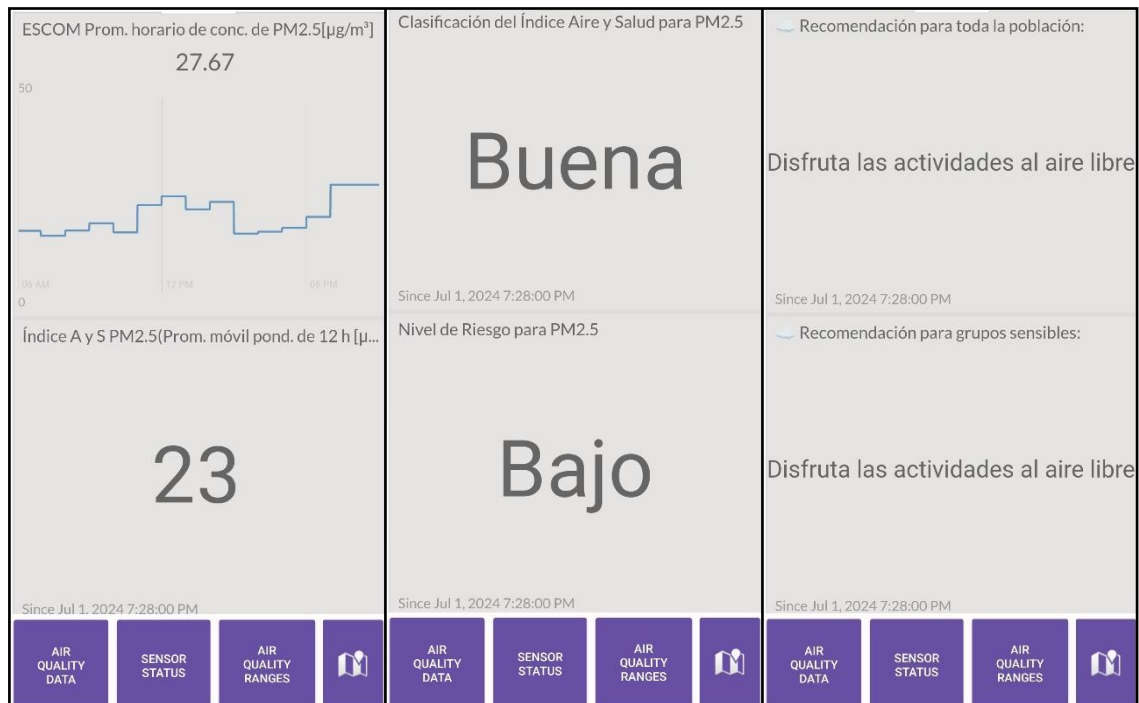 ESCOM Prom. horario de conc. de PM2.5[µg/m³]
27.67
50
06 AM
12 PM
06 PM
0
Índice A y S PM2.5(Prom. móvil pond. de 12 h [µ...
23
Since Jul 1, 2024 7:28:00 PM
AIR
QUALITY
DATA
SENSOR
STATUS
AIR
QUALITY
RANGES
Clasificación del Índice Aire y Salud para PM2.5
Buena
Since Jul 1, 2024 7:28:00 PM
Nivel de Riesgo para PM2.5
Bajo
Since Jul 1, 2024 7:28:00 PM
AIR
QUALITY
DATA
SENSOR
STATUS
AIR
QUALITY
RANGES
Recomendación para toda la población:
Disfruta las actividades al aire libre
Since Jul 1, 2024 7:28:00 PM
Recomendación para grupos sensibles:
Disfruta las actividades al aire libre
Since Jul 1, 2024 7:28:00 PM
AIR
QUALITY
DATA
SENSOR
STATUS
AIR
QUALITY
RANGES